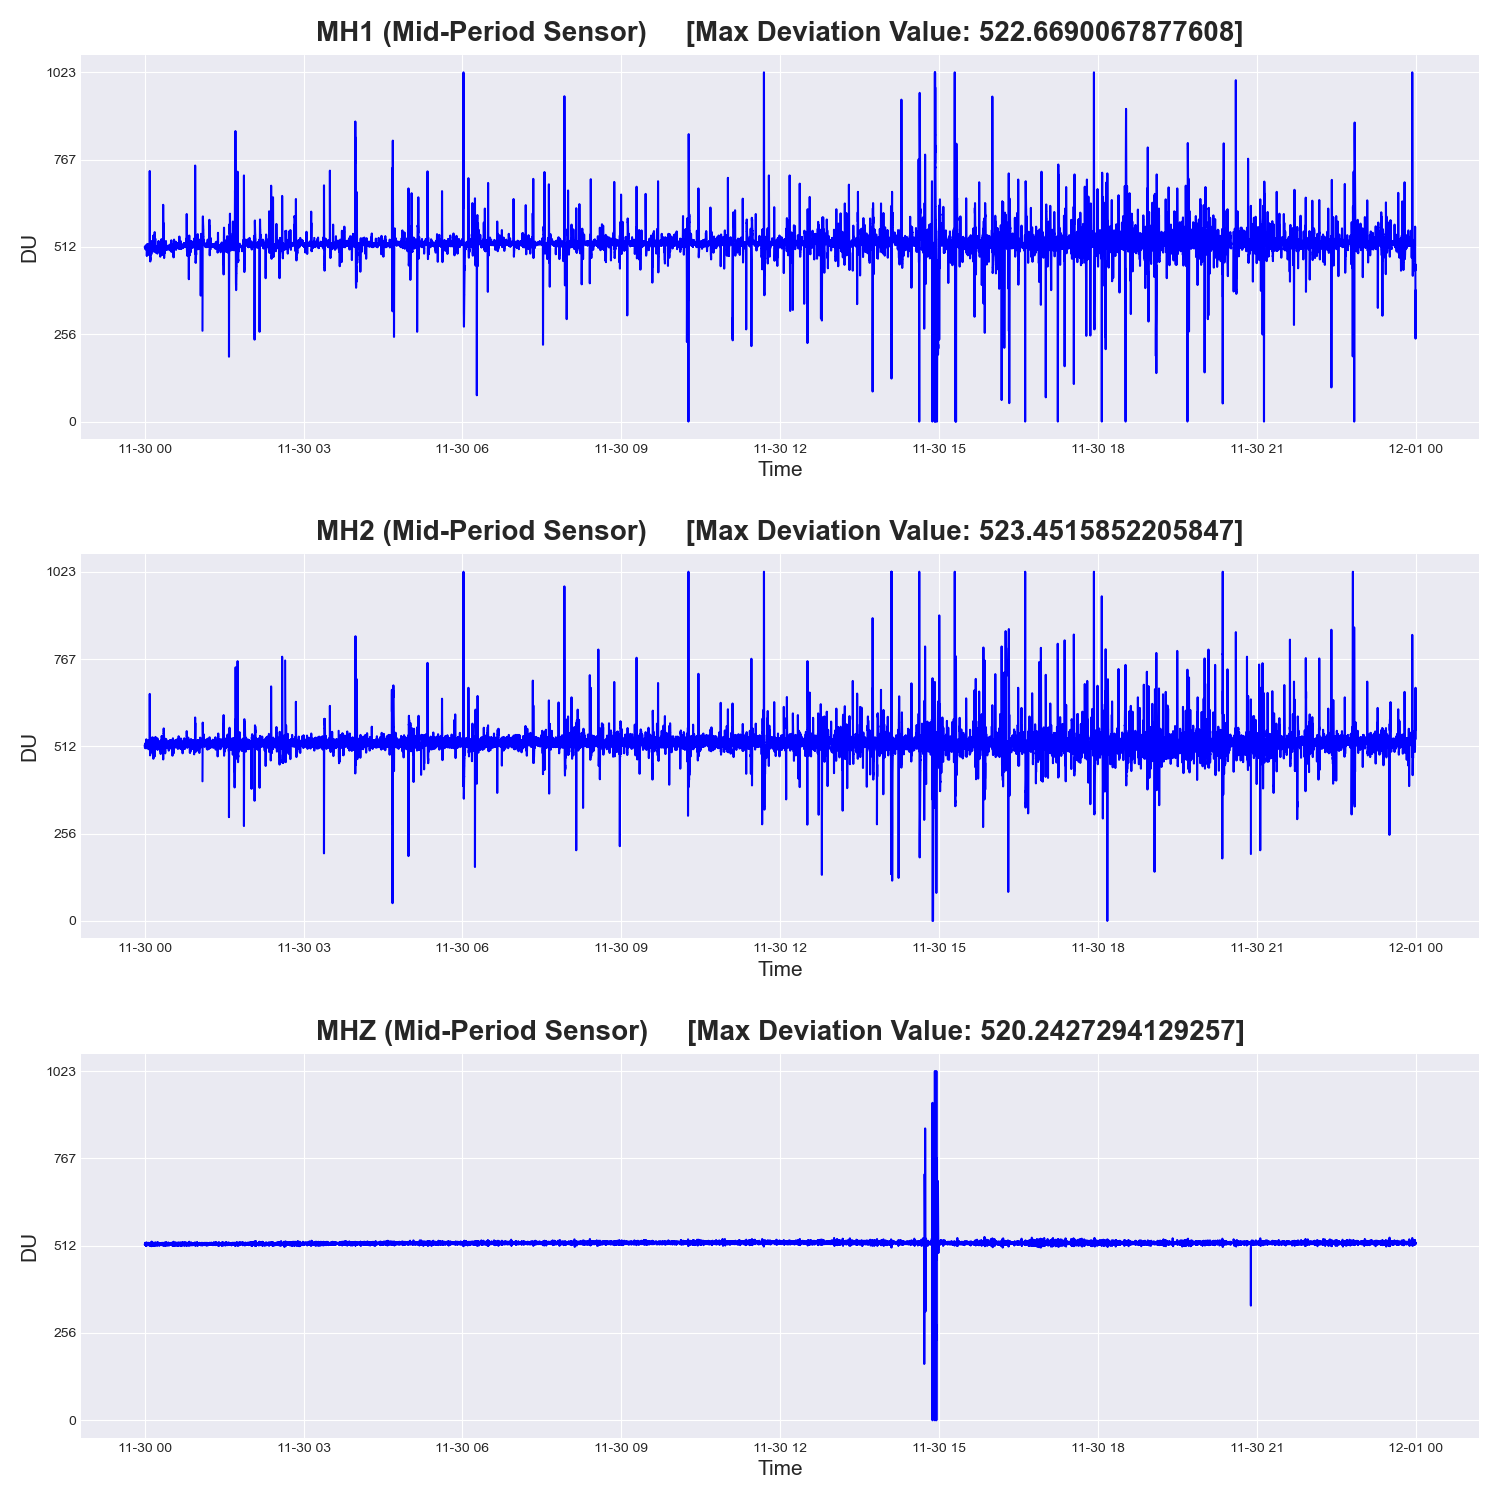 MH1 (Mid-Period Sensor) [Max Deviation Value: 522.6690067877608]
1023
767
512
256
0
DU
11-30 00 11-30 03 11-30 06 11-30 09 11-30 12 11-30 15 11-30 18 11-30 21 12-01 00
Time
MH2 (Mid-Period Sensor) [Max Deviation Value: 523.4515852205847]
1023
767
512
256
0
DU
11-30 00 11-30 03 11-30 06 11-30 09 11-30 12 11-30 15 11-30 18 11-30 21 12-01 00
Time
MHZ (Mid-Period Sensor) [Max Deviation Value: 520.2427294129257]
1023
767
512
256
0
DU
11-30 00 11-30 03 11-30 06 11-30 09 11-30 12 11-30 15 11-30 18 11-30 21 12-01 00
Time